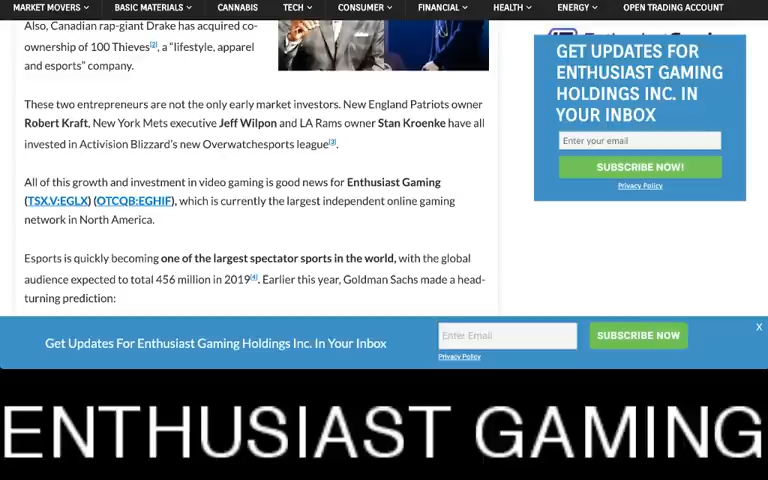 MARKET MOVERS BASIC MATERIALS CANNABIS TECH CONSUMER FINANCIAL HEALTH ENERGY OPEN TRADING ACCOUNT
Also, Canadian rap-giant Drake has acquired co-
ownership of 100 Thieves[2], a "lifestyle, apparel
and esports" company.
These two entrepreneurs are not the only early market investors. New England Patriots owner
Robert Kraft, New York Mets executive Jeff Wilpon and LA Rams owner Stan Kroenke have all
invested in Activision Blizzard's new Overwatchesports league[3].
All of this growth and investment in video gaming is good news for Enthusiast Gaming
(TSX.V:EGLX) (OTCQB:EGHIF), which is currently the largest independent online gaming
network in North America.
Esports is quickly becoming one of the largest spectator sports in the world, with the global
audience expected to total 456 million in 2019[4]. Earlier this year, Goldman Sachs made a head-
turning prediction:
GET UPDATES FOR
ENTHUSIAST GAMING
HOLDINGS INC. IN
YOUR INBOX
Enter your email
SUBSCRIBE NOW!
Privacy Policy
Get Updates For Enthusiast Gaming Holdings Inc. In Your Inbox
Enter Email
SUBSCRIBE NOW
X
Privacy Policy
ENTHUSIAST GAMING